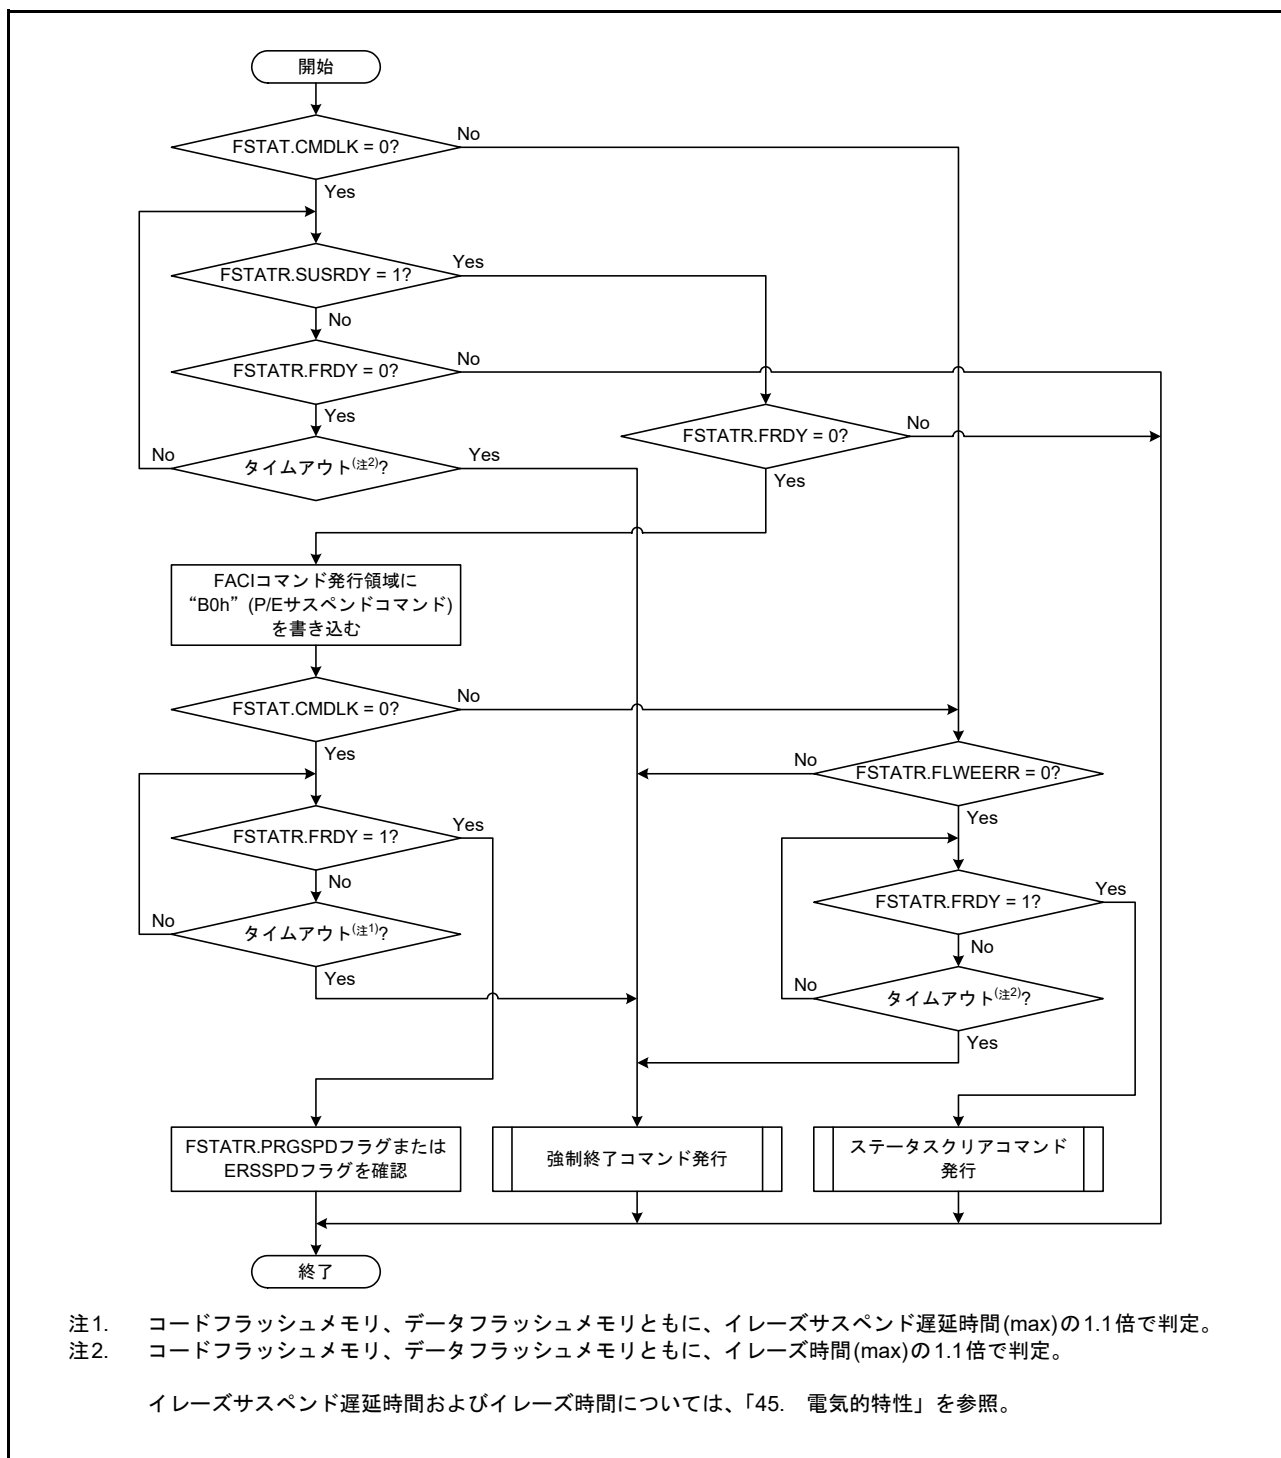 開始
FSTAT.CMDLK = 0?
No
Yes
FSTATR.SUSRDY = 1?
Yes
No
FSTATR.FRDY = 0?
No
Yes
FSTATR.FRDY = 0?
No
Yes
タイムアウト(注2)?
No
Yes
FACIコマンド発行領域に
“B0h” (P/Eサスペンドコマンド)
を書き込む
FSTAT.CMDLK = 0?
No
Yes
FSTATR.FLWEERR = 0?
No
Yes
FSTATR.FRDY = 1?
Yes
No
FSTATR.FRDY = 1?
Yes
No
タイムアウト(注1)?
No
Yes
タイムアウト(注2)?
No
Yes
FSTATR.PRGSPDフラグまたは
ERSSPDフラグを確認
強制終了コマンド発行
ステータスクリアコマンド
発行
終了
注1. コードフラッシュメモリ、データフラッシュメモリともに、イレーズサスペンド遅延時間(max)の1.1倍で判定。
注2. コードフラッシュメモリ、データフラッシュメモリともに、イレーズ時間(max)の1.1倍で判定。
イレーズサスペンド遅延時間およびイレーズ時間については、「45. 電気的特性」を参照。